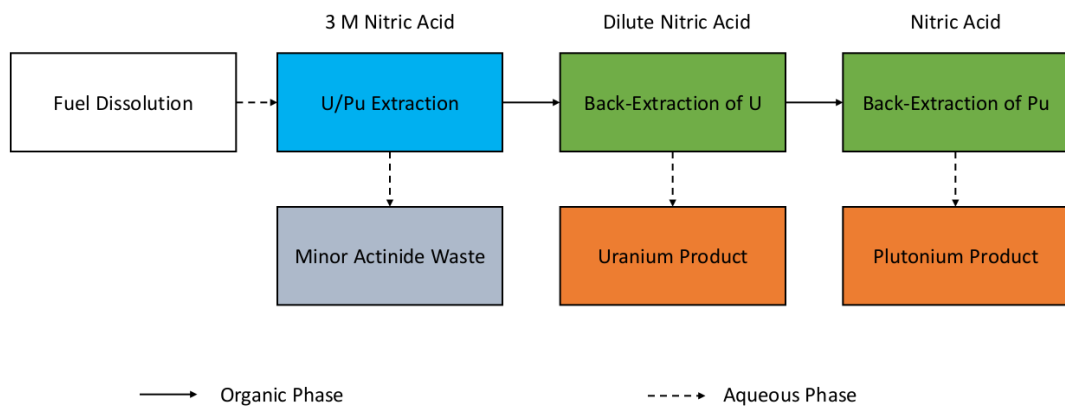 3 M Nitric Acid
Dilute Nitric Acid
Nitric Acid
Fuel Dissolution
U/Pu Extraction
Back-Extraction of U
Back-Extraction of Pu
Minor Actinide Waste
Uranium Product
Plutonium Product
Organic Phase
Aqueous Phase